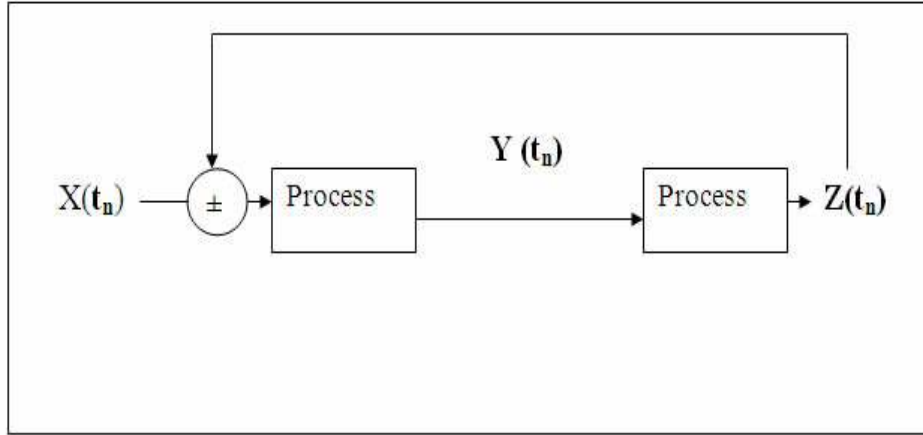 Y (tn)
X(tn)
±
Process
Process
Z(tn)